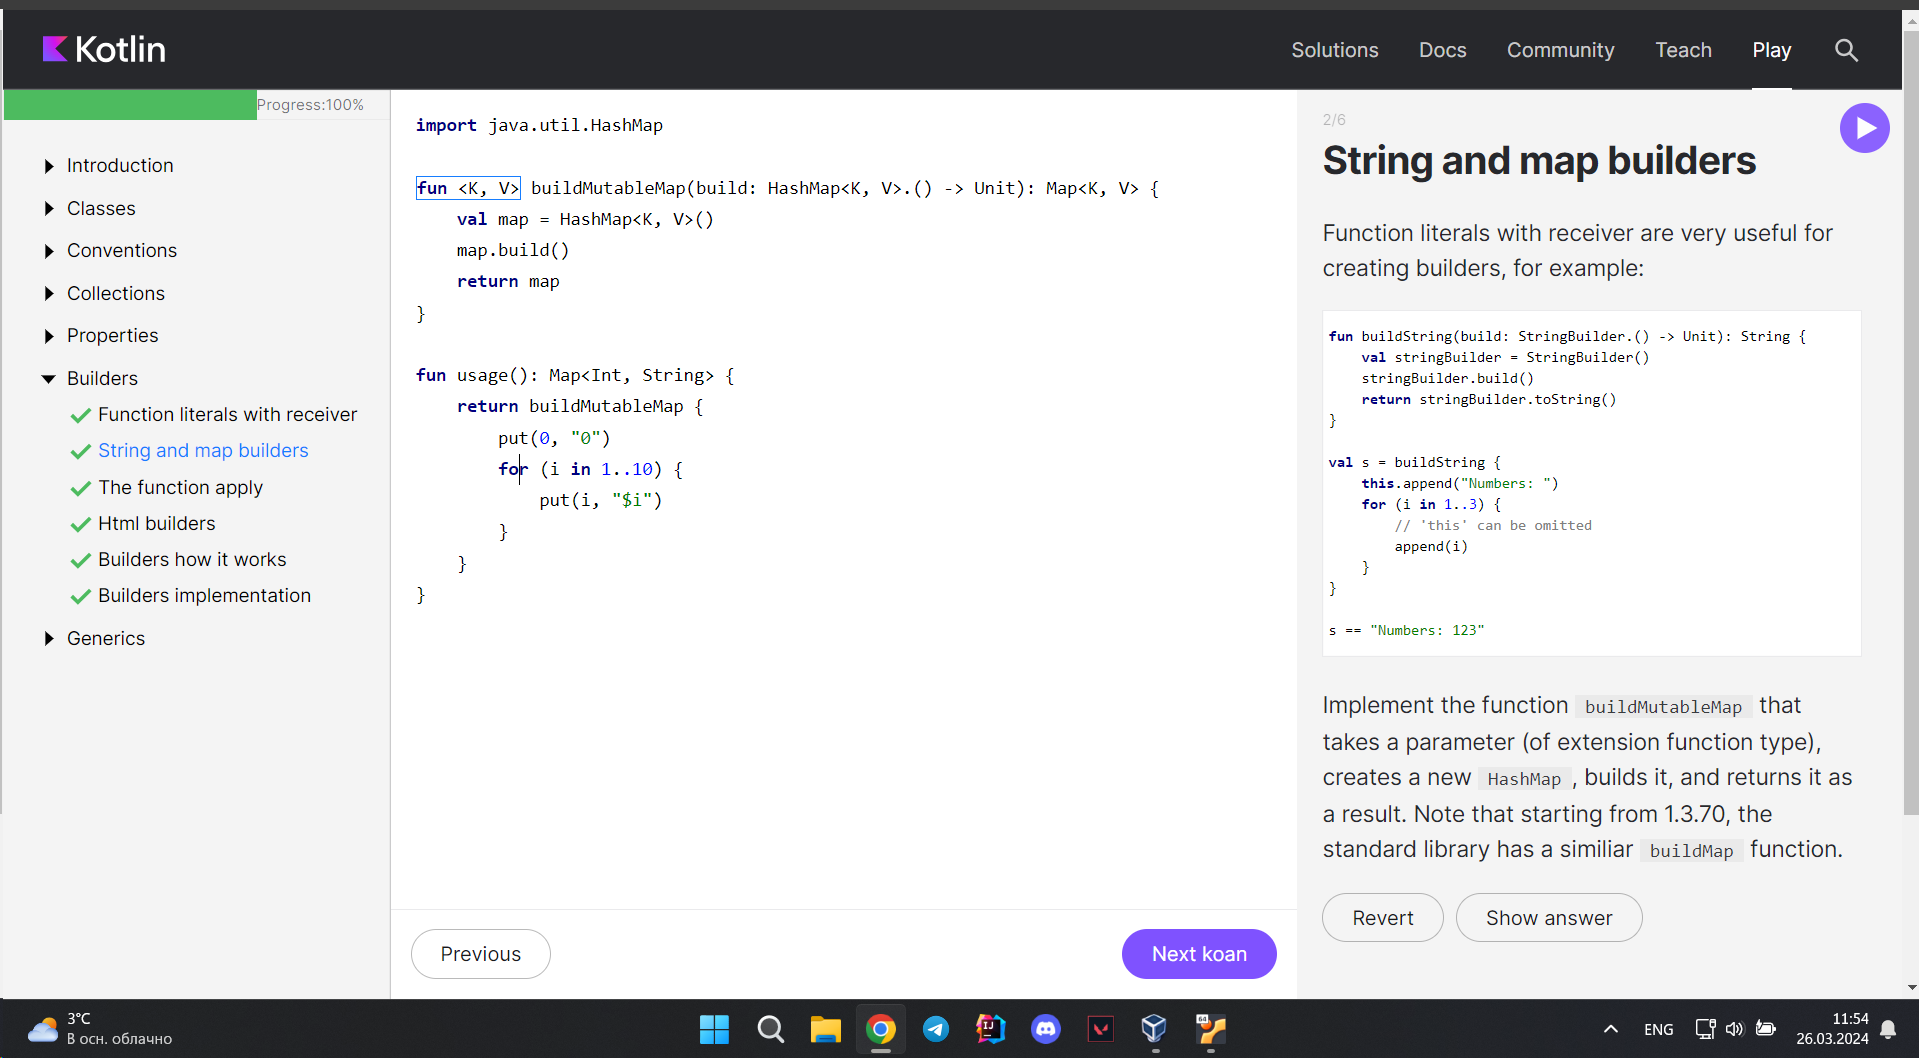 Kotlin
Solutions Docs Community Teach Play
Progress:100%
Introduction
Classes
Conventions
Collections
Properties
Builders
Function literals with receiver
String and map builders
The function apply
Html builders
Builders how it works
Builders implementation
Generics
import java.util.HashMap
fun <K, V> buildMutableMap(build: HashMap<K, V>.() -> Unit): Map<K, V> {
    val map = HashMap<K, V>()
    map.build()
    return map
}
fun usage(): Map<Int, String> {
    return buildMutableMap {
        put(0, "0")
        for (i in 1..10) {
            put(i, "$i")
        }
    }
}
Previous
Next koan
2/6
String and map builders
Function literals with receiver are very useful for
creating builders, for example:
fun buildString(build: StringBuilder.() -> Unit): String {
    val stringBuilder = StringBuilder()
    stringBuilder.build()
    return stringBuilder.toString()
}
val s = buildString {
    this.append("Numbers: ")
    for (i in 1..3) {
        // 'this' can be omitted
        append(i)
    }
}
s == "Numbers: 123"
Implement the function buildMutableMap that
takes a parameter (of extension function type),
creates a new HashMap, builds it, and returns it as
a result. Note that starting from 1.3.70, the
standard library has a similiar buildMap function.
Revert
Show answer
3°C
В осн. облачно
IJ
64
ENG
11:54
26.03.2024